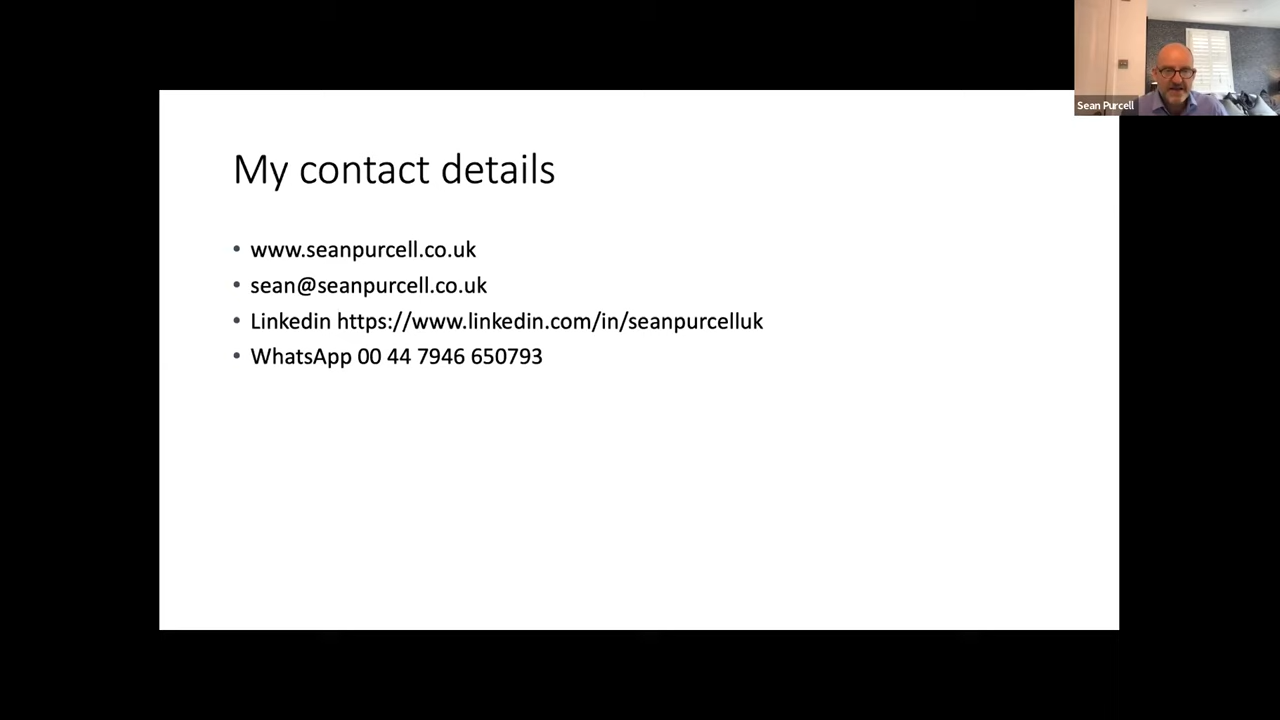 Sean Purcell
My contact details
• www.seanpurcell.co.uk
• sean@seanpurcell.co.uk
• Linkedin https://www.linkedin.com/in/seanpurcelluk
• WhatsApp 00 44 7946 650793